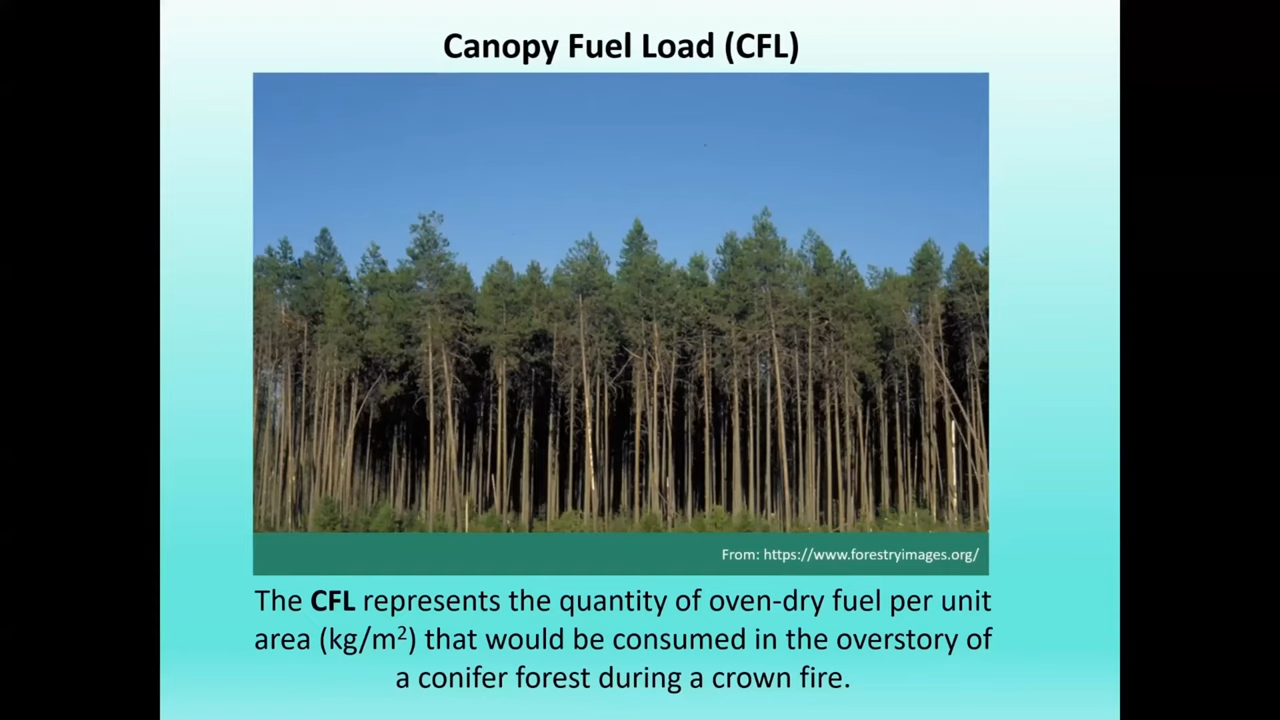 Canopy Fuel Load (CFL)
From: https://www.forestryimages.org/
The CFL represents the quantity of oven-dry fuel per unit
area (kg/m²) that would be consumed in the overstory of
a conifer forest during a crown fire.